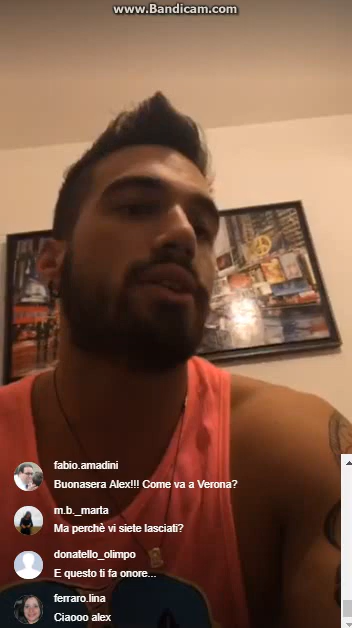 www.Bandicam.com
fabio.amadini
Buonasera Alex!!! Come va a Verona?
m.b._marta
Ma perchè vi siete lasciati?
donatello_olimpo
E questo ti fa onore...
ferraro.lina
Ciaooo alex